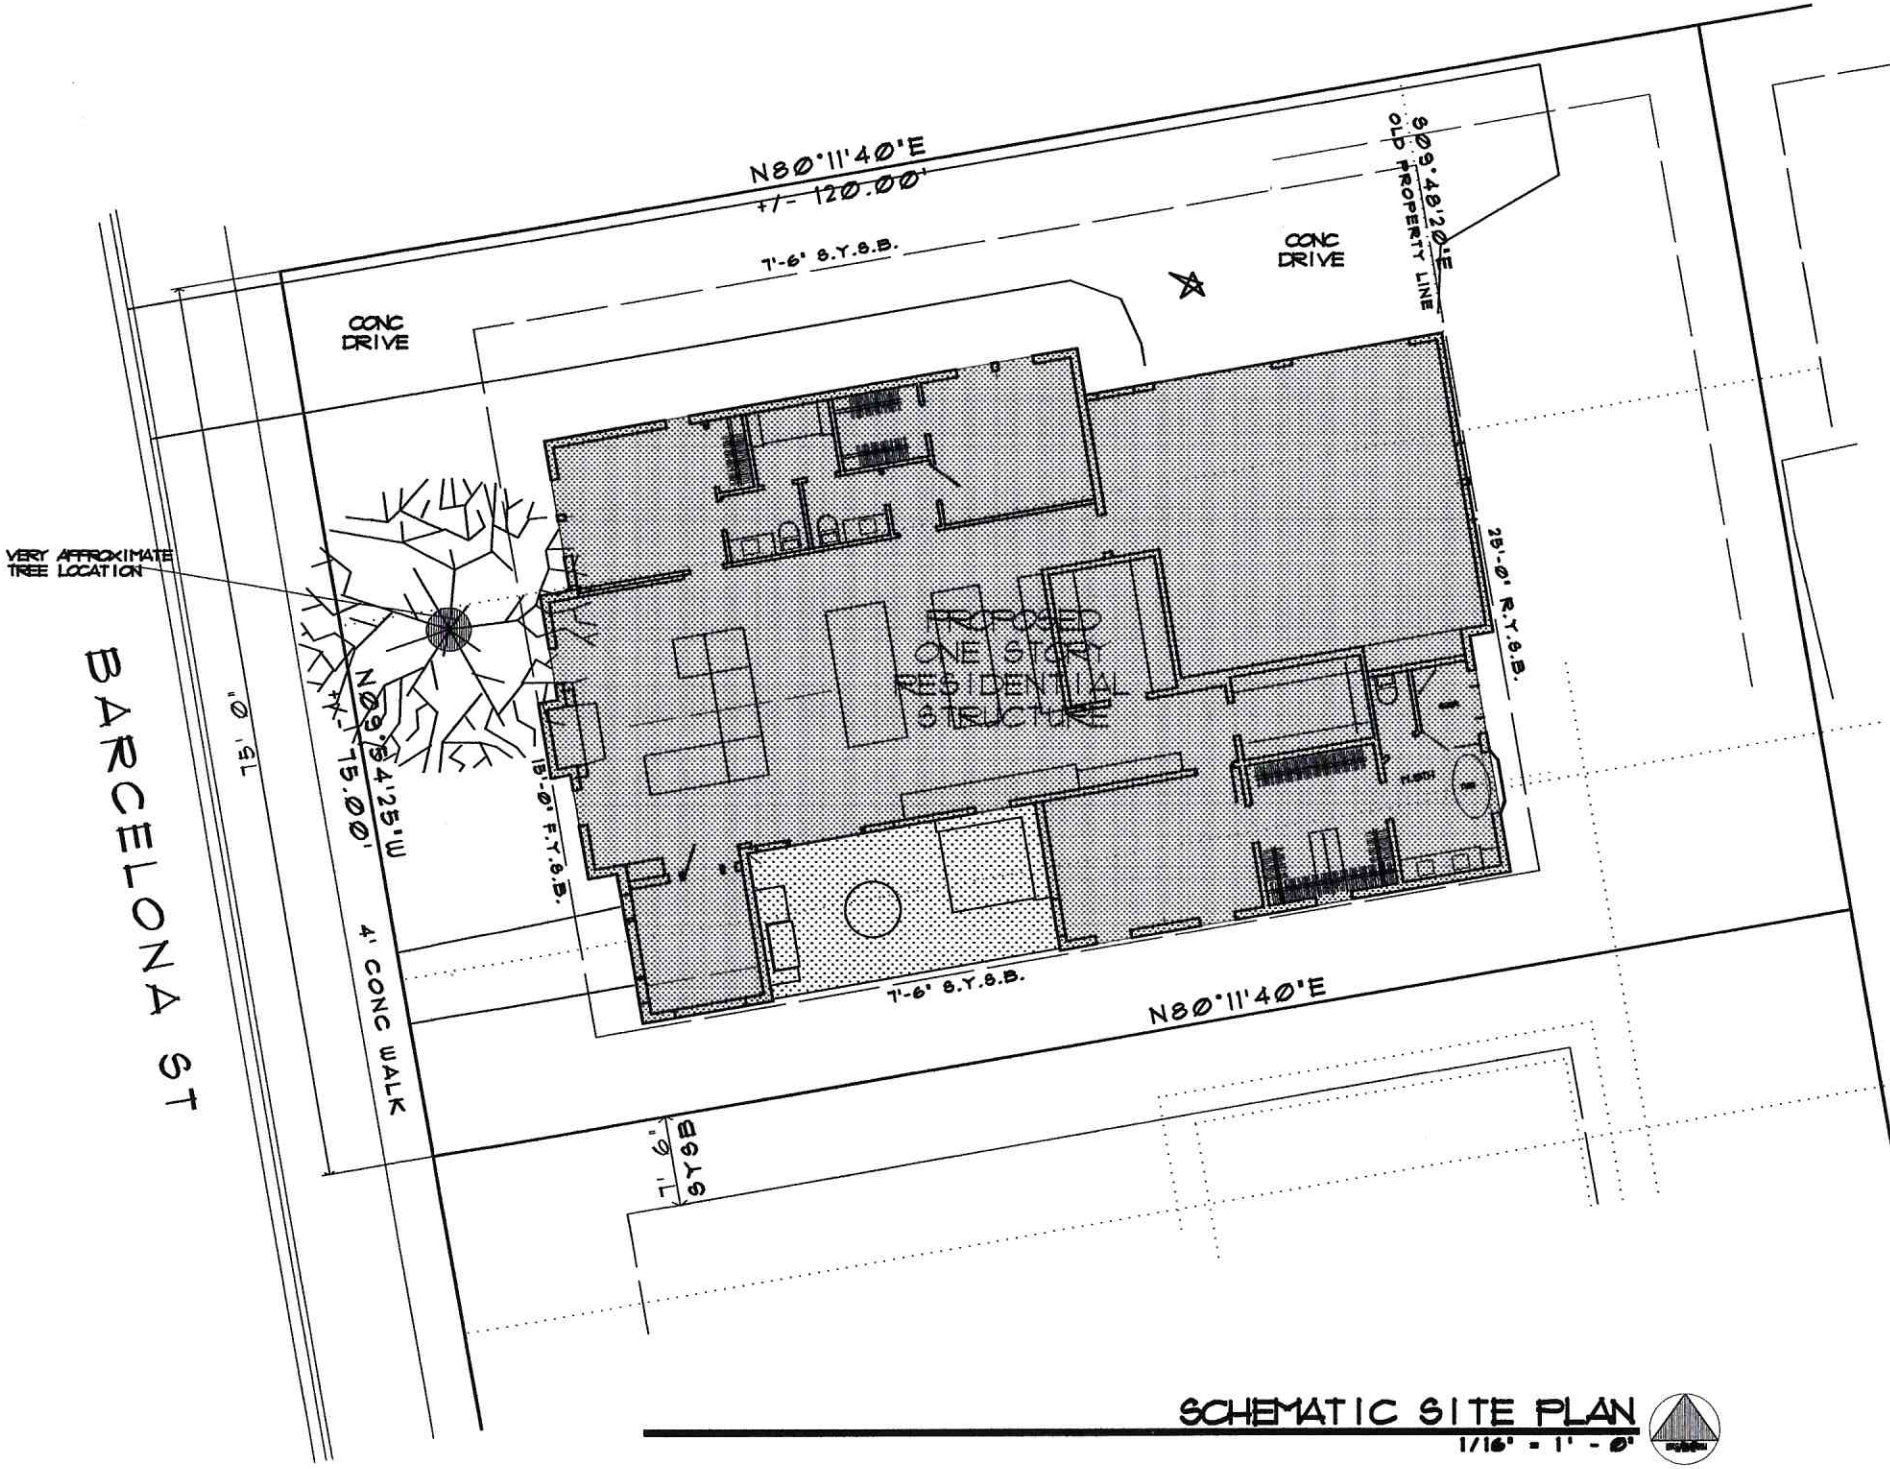 N80°11'40"E
+/- 120.00'
7'-6" S.Y.S.B.
CONC
DRIVE
S09°48'20"E
OLD PROPERTY LINE
CONC
DRIVE
VERY APPROXIMATE
TREE LOCATION
PROPOSED
ONE STORY
RESIDENTIAL
STRUCTURE
25'-0" R.Y.S.B.
BARCELONA ST
75' 0"
N09°54'25"W
+/- 75.00'
15'-0" F.Y.S.B.
4' CONC WALK
7'-6" S.Y.S.B.
N80°11'40"E
7' 6"
SYSB
SCHEMATIC SITE PLAN
1/16" = 1' - 0"